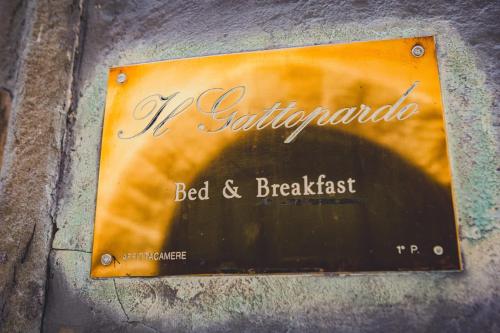 Il Gattopardo
Bed & Breakfast
AFFITTACAMERE
1° P.